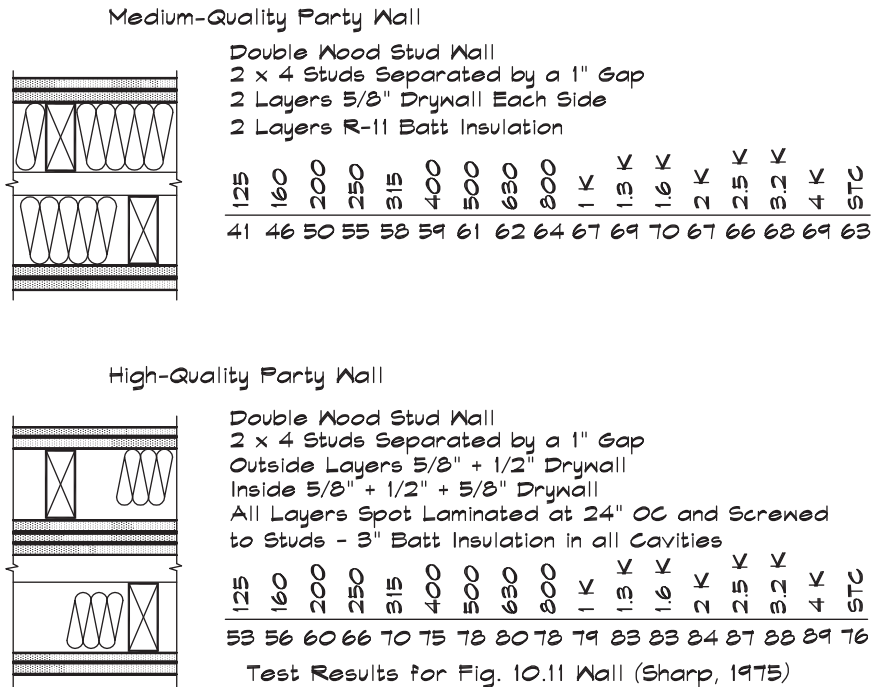 Medium-Quality Party Wall
Double Wood Stud Wall
2 x 4 Studs Separated by a 1" Gap
2 Layers 5/8" Drywall Each Side
2 Layers R-11 Batt Insulation
125 160 200 250 315 400 500 630 800 1 K 1.3 K 1.6 K 2 K 2.5 K 3.2 K 4 K STC
41 46 50 55 58 59 61 62 64 67 69 70 67 66 68 69 63
High-Quality Party Wall
Double Wood Stud Wall
2 x 4 Studs Separated by a 1" Gap
Outside Layers 5/8" + 1/2" Drywall
Inside 5/8" + 1/2" + 5/8" Drywall
All Layers Spot Laminated at 24" OC and Screwed
to Studs - 3" Batt Insulation in all Cavities
125 160 200 250 315 400 500 630 800 1 K 1.3 K 1.6 K 2 K 2.5 K 3.2 K 4 K STC
53 56 60 66 70 75 78 80 78 79 83 83 84 87 88 89 76
Test Results for Fig. 10.11 Wall (Sharp, 1975)